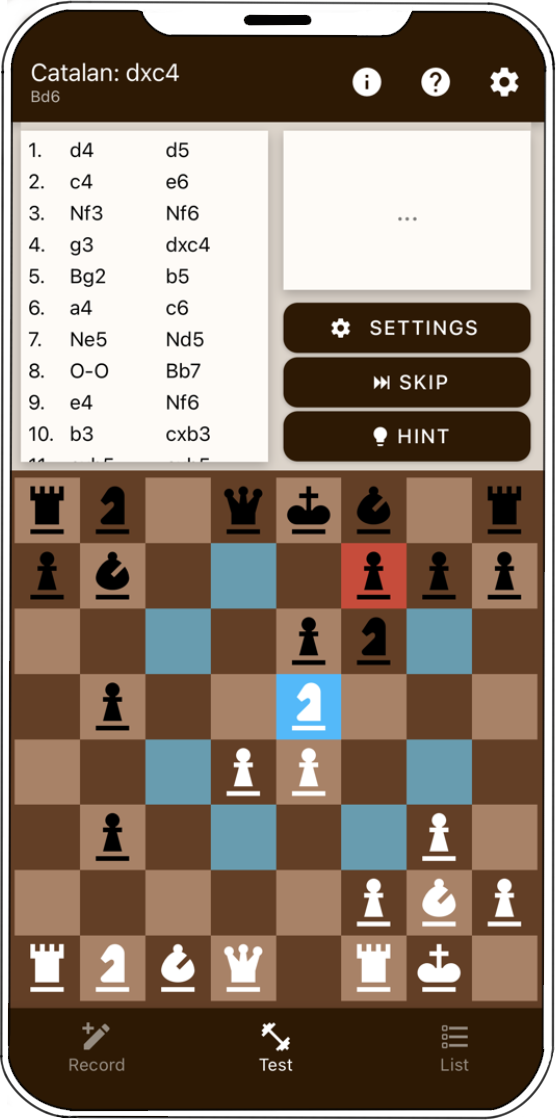 Catalan: dxc4
Bd6
1. d4 d5
2. c4 e6
3. Nf3 Nf6
4. g3 dxc4
5. Bg2 b5
6. a4 c6
7. Ne5 Nd5
8. O-O Bb7
9. e4 Nf6
10. b3 cxb3
...
SETTINGS
SKIP
HINT
Record Test List